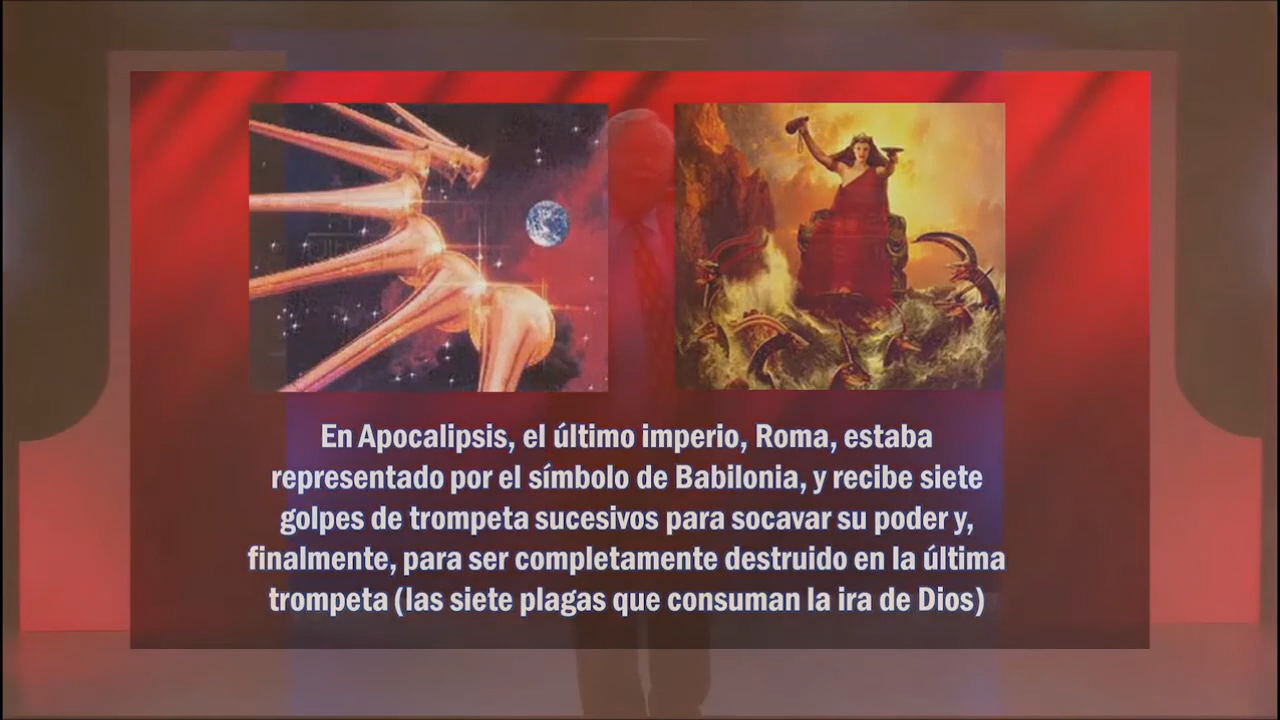 En Apocalipsis, el último imperio, Roma, estaba
representado por el símbolo de Babilonia, y recibe siete
golpes de trompeta sucesivos para socavar su poder y,
finalmente, para ser completamente destruido en la última
trompeta (las siete plagas que consuman la ira de Dios)